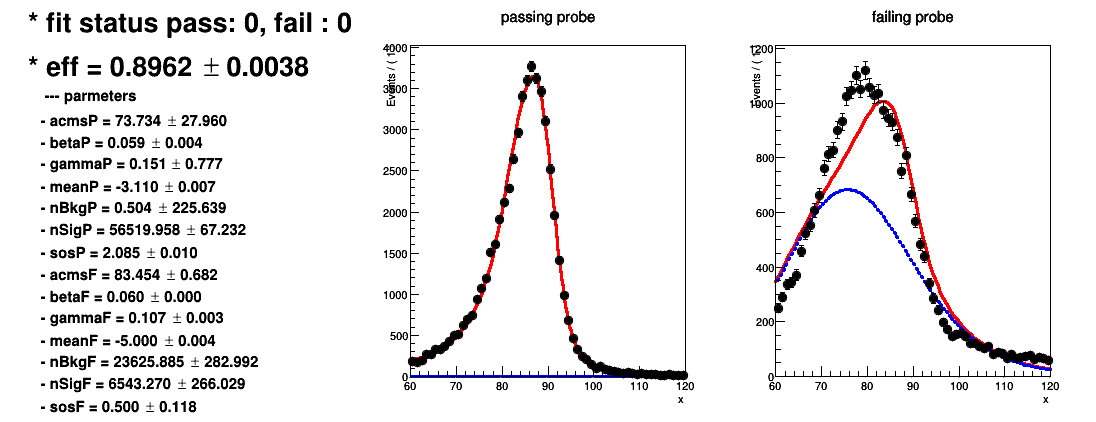 * fit status pass: 0, fail : 0
* eff = 0.8962 ± 0.0038
--- parmeters
- acmsP = 73.734 ± 27.960
- betaP = 0.059 ± 0.004
- gammaP = 0.151 ± 0.777
- meanP = -3.110 ± 0.007
- nBkgP = 0.504 ± 225.639
- nSigP = 56519.958 ± 67.232
- sosP = 2.085 ± 0.010
- acmsF = 83.454 ± 0.682
- betaF = 0.060 ± 0.000
- gammaF = 0.107 ± 0.003
- meanF = -5.000 ± 0.004
- nBkgF = 23625.885 ± 282.992
- nSigF = 6543.270 ± 266.029
- sosF = 0.500 ± 0.118
passing probe
Events / ( 1
4000
3500
3000
2500
2000
1500
1000
500
0
60 70 80 90 100 110 120
x
failing probe
Events / ( 1
1200
1000
800
600
400
200
0
60 70 80 90 100 110 120
x